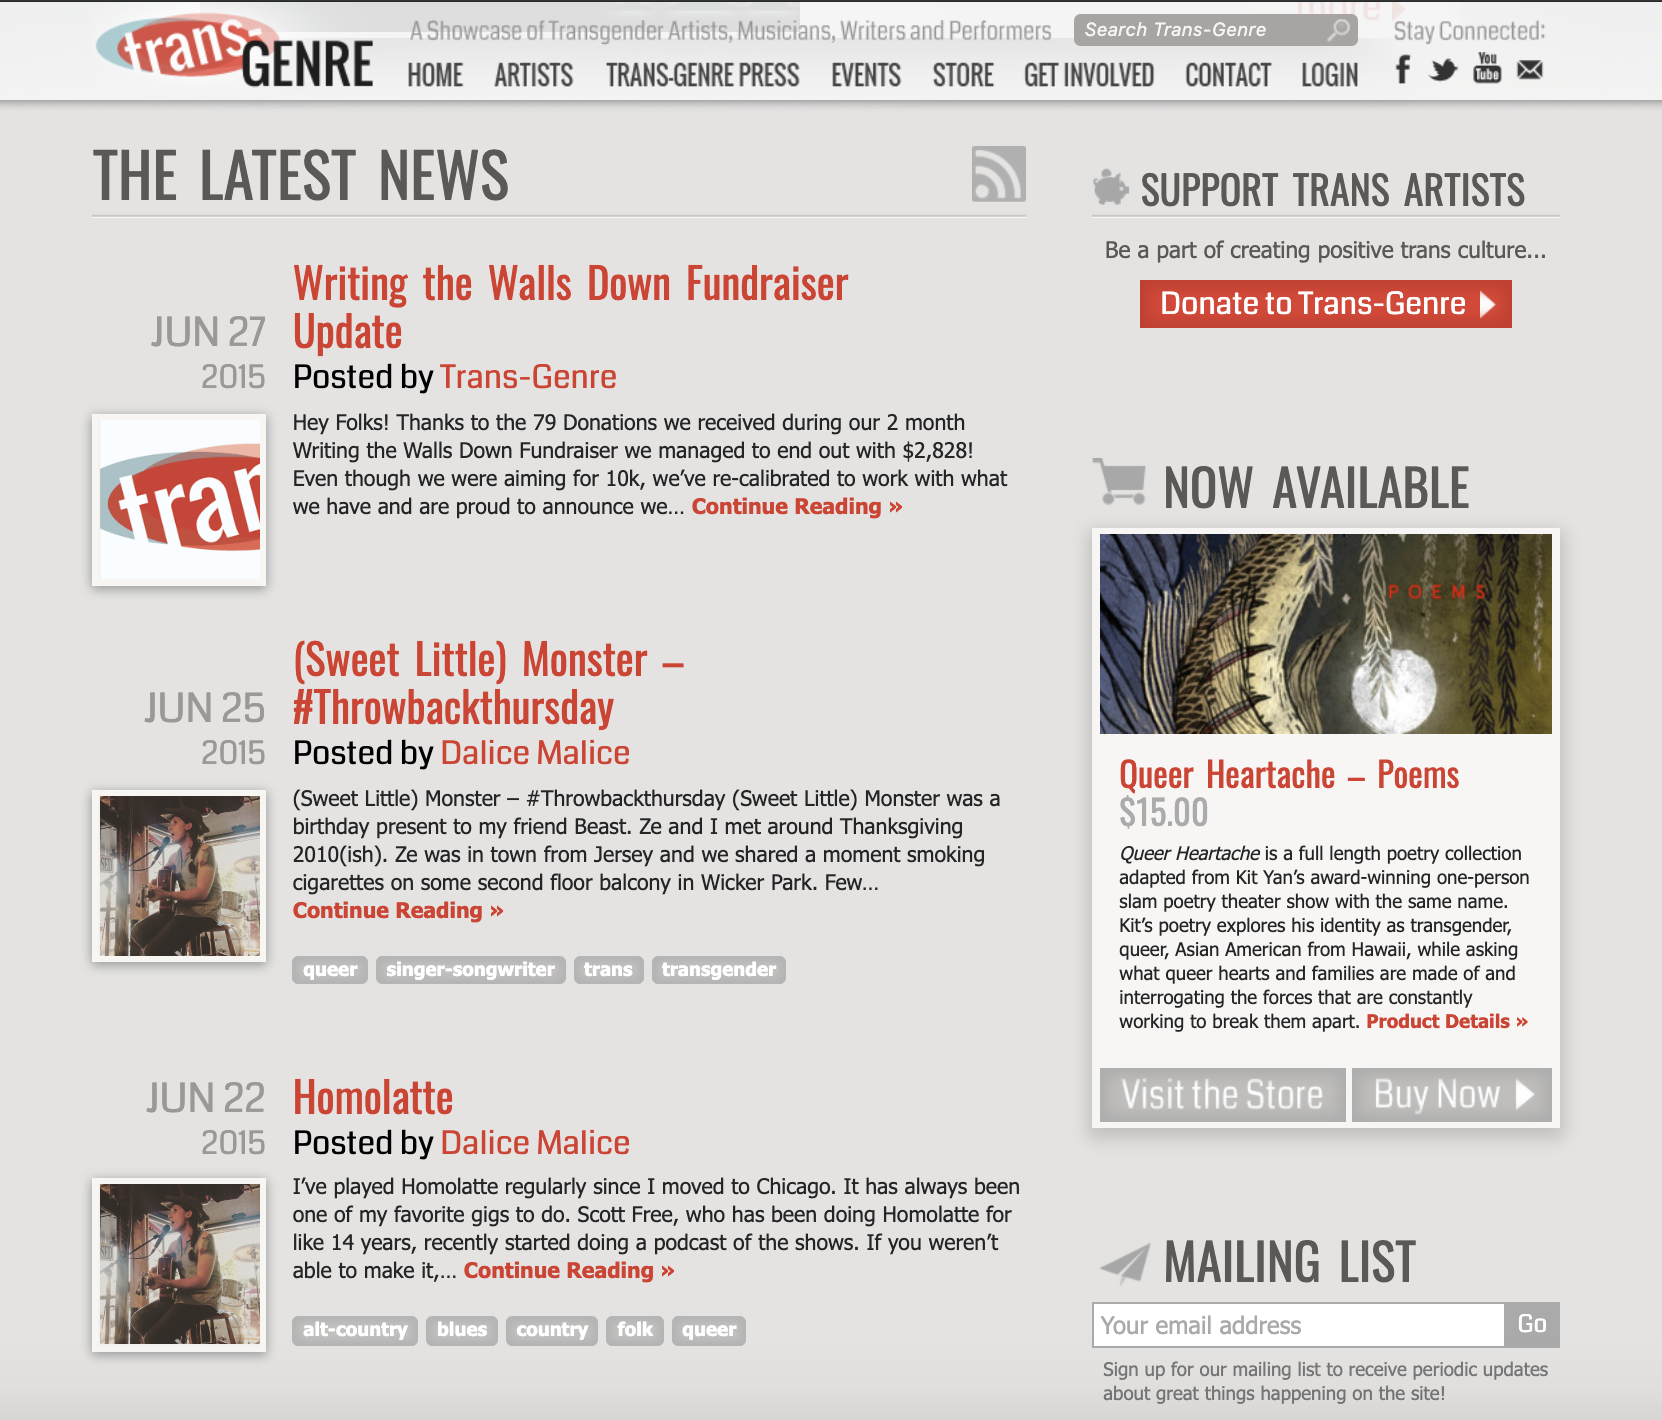 trans-GENRE
A Showcase of Transgender Artists, Musicians, Writers and Performers
Search Trans-Genre
Stay Connected:
HOME ARTISTS TRANS-GENRE PRESS EVENTS STORE GET INVOLVED CONTACT LOGIN
You Tube
more
THE LATEST NEWS
Writing the Walls Down Fundraiser
Update
JUN 27
2015
Posted by Trans-Genre
Hey Folks! Thanks to the 79 Donations we received during our 2 month
Writing the Walls Down Fundraiser we managed to end out with $2,828!
Even though we were aiming for 10k, we’ve re-calibrated to work with what
we have and are proud to announce we… Continue Reading »
tran
(Sweet Little) Monster –
#Throwbackthursday
JUN 25
2015
Posted by Dalice Malice
(Sweet Little) Monster – #Throwbackthursday (Sweet Little) Monster was a
birthday present to my friend Beast. Ze and I met around Thanksgiving
2010(ish). Ze was in town from Jersey and we shared a moment smoking
cigarettes on some second floor balcony in Wicker Park. Few…
Continue Reading »
queer singer-songwriter trans transgender
Homolatte
JUN 22
2015
Posted by Dalice Malice
I’ve played Homolatte regularly since I moved to Chicago. It has always been
one of my favorite gigs to do. Scott Free, who has been doing Homolatte for
like 14 years, recently started doing a podcast of the shows. If you weren’t
able to make it,… Continue Reading »
alt-country blues country folk queer
SUPPORT TRANS ARTISTS
Be a part of creating positive trans culture...
Donate to Trans-Genre
NOW AVAILABLE
POEMS
Queer Heartache – Poems
$15.00
Queer Heartache is a full length poetry collection
adapted from Kit Yan’s award-winning one-person
slam poetry theater show with the same name.
Kit’s poetry explores his identity as transgender,
queer, Asian American from Hawaii, while asking
what queer hearts and families are made of and
interrogating the forces that are constantly
working to break them apart. Product Details »
Visit the Store
Buy Now
MAILING LIST
Your email address
Go
Sign up for our mailing list to receive periodic updates
about great things happening on the site!